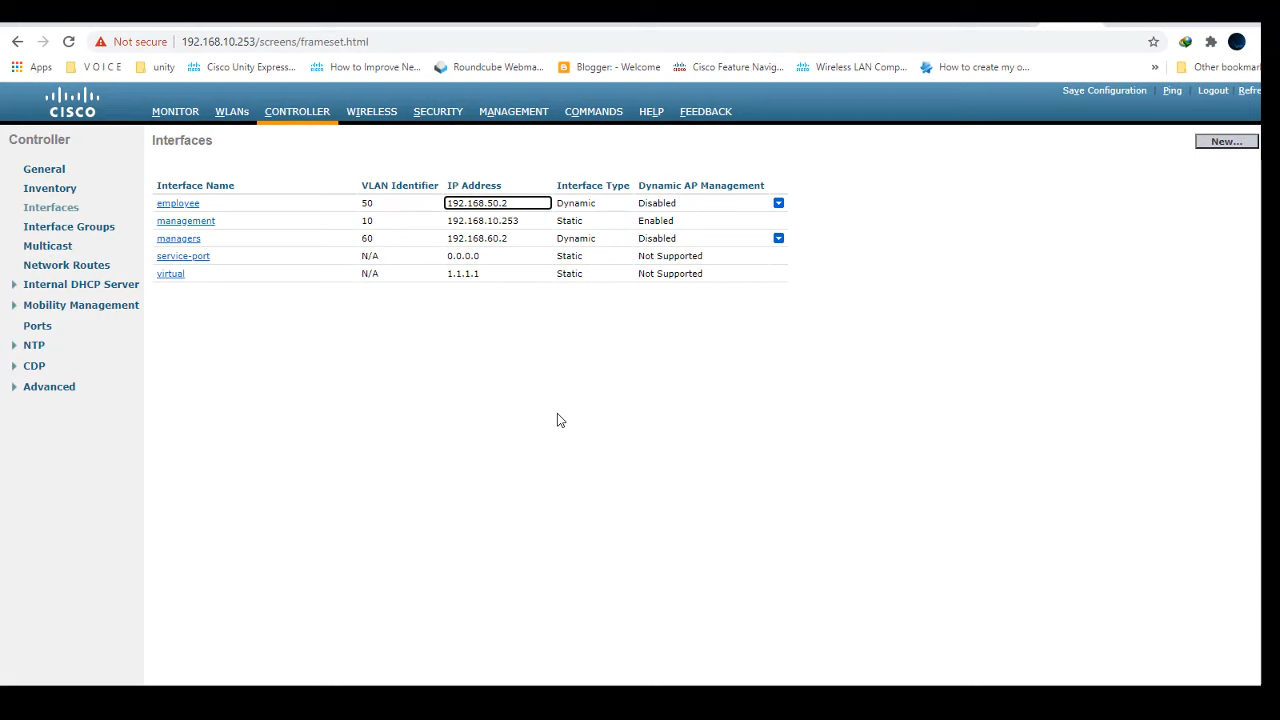 Not secure 192.168.10.253/screens/frameset.html
Apps V O I C E unity Cisco Unity Express... How to Improve Ne... Roundcube Webma... Blogger: - Welcome Cisco Feature Navig... Wireless LAN Comp... How to create my o... » Other bookmar
Save Configuration | Ping | Logout | Refre
CISCO
MONITOR WLANs CONTROLLER WIRELESS SECURITY MANAGEMENT COMMANDS HELP FEEDBACK
Controller
General
Inventory
Interfaces
Interface Groups
Multicast
Network Routes
Internal DHCP Server
Mobility Management
Ports
NTP
CDP
Advanced
Interfaces
New...
Interface Name VLAN Identifier IP Address Interface Type Dynamic AP Management
employee 50 192.168.50.2 Dynamic Disabled
management 10 192.168.10.253 Static Enabled
managers 60 192.168.60.2 Dynamic Disabled
service-port N/A 0.0.0.0 Static Not Supported
virtual N/A 1.1.1.1 Static Not Supported